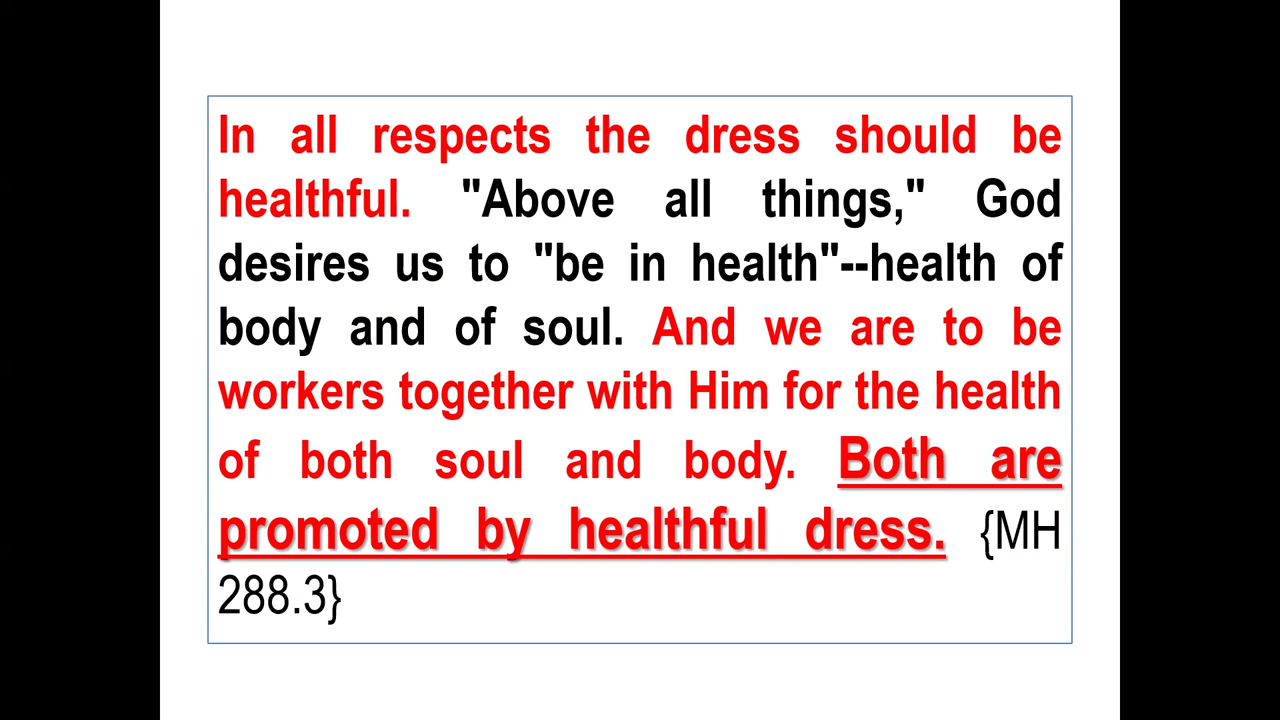 In all respects the dress should be
healthful. "Above all things," God
desires us to "be in health"--health of
body and of soul. And we are to be
workers together with Him for the health
of both soul and body. Both are
promoted by healthful dress. {MH
288.3}